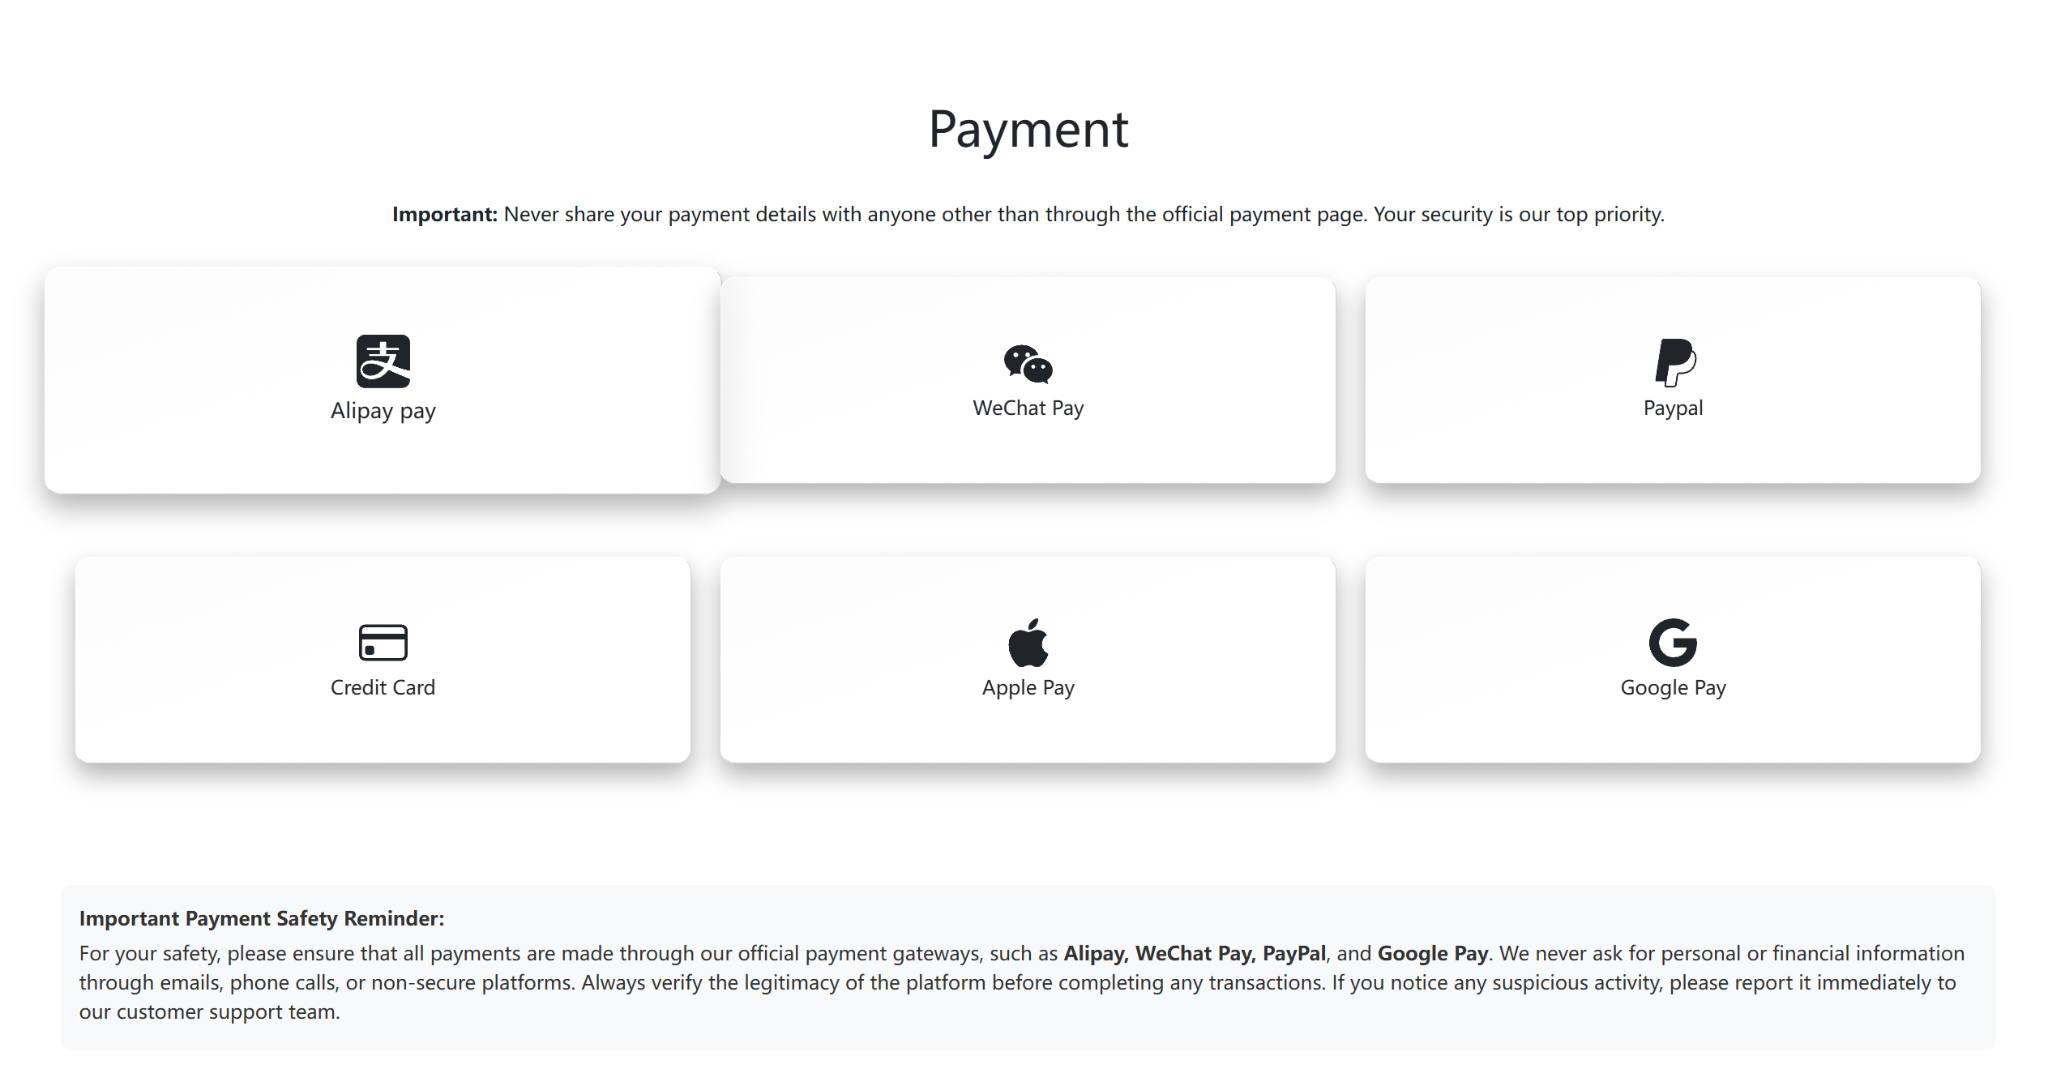 Payment
Important: Never share your payment details with anyone other than through the official payment page. Your security is our top priority.
支
Alipay pay
WeChat Pay
Paypal
Credit Card
Apple Pay
G
Google Pay
Important Payment Safety Reminder:
For your safety, please ensure that all payments are made through our official payment gateways, such as Alipay, WeChat Pay, PayPal, and Google Pay. We never ask for personal or financial information
through emails, phone calls, or non-secure platforms. Always verify the legitimacy of the platform before completing any transactions. If you notice any suspicious activity, please report it immediately to
our customer support team.